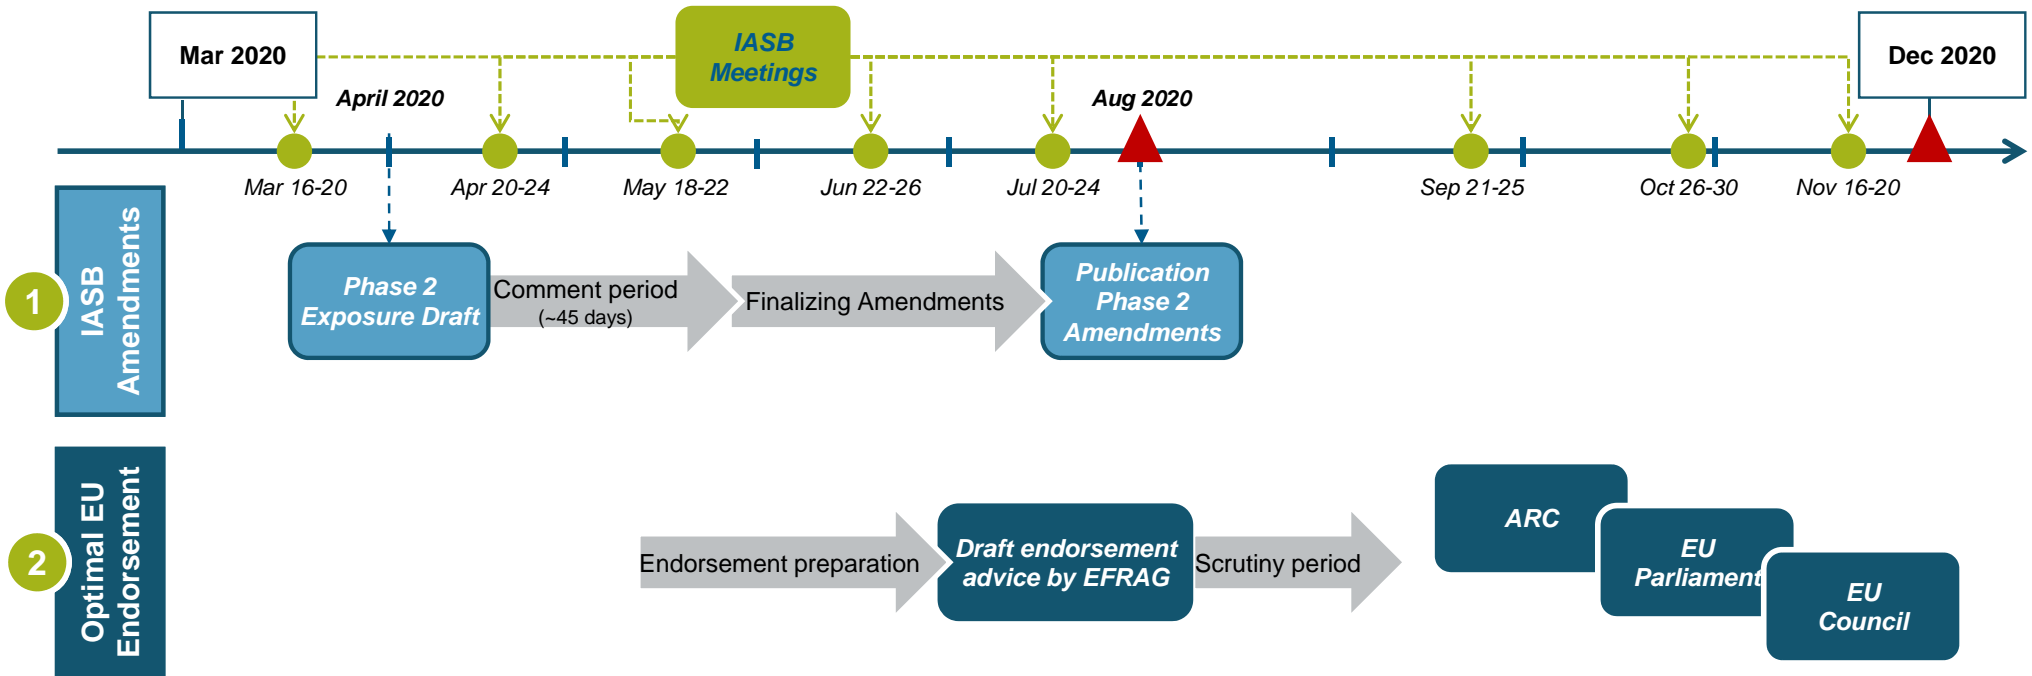 Mar 2020
IASB
Meetings
Dec 2020
April 2020
Aug 2020
Mar 16-20
Apr 20-24
May 18-22
Jun 22-26
Jul 20-24
Sep 21-25
Oct 26-30
Nov 16-20
1
IASB
Amendments
Phase 2
Exposure Draft
Comment period
(~45 days)
Finalizing Amendments
Publication
Phase 2
Amendments
2
Optimal EU
Endorsement
Endorsement preparation
Draft endorsement
advice by EFRAG
Scrutiny period
ARC
EU
Parliament
EU
Council